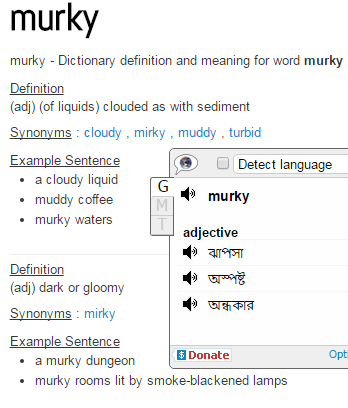 murky
murky - Dictionary definition and meaning for word murky
Definition
(adj) (of liquids) clouded as with sediment
Synonyms : cloudy , mirky , muddy , turbid
Example Sentence
a cloudy liquid
muddy coffee
murky waters
Definition
(adj) dark or gloomy
Synonyms : mirky
Example Sentence
a murky dungeon
murky rooms lit by smoke-blackened lamps
Detect language
G
M
T
murky
adjective
ঝাপসা
অস্পষ্ট
অন্ধকার
$ Donate
Opti